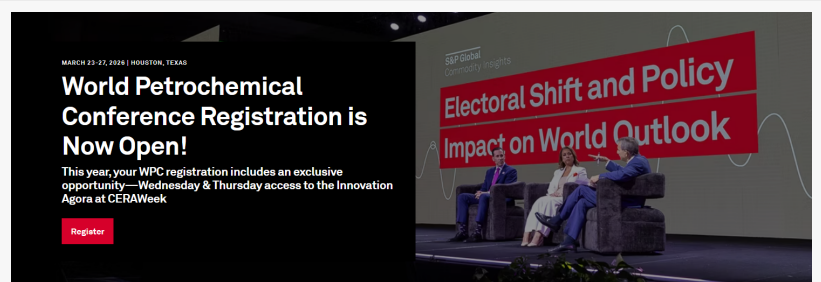 MARCH 23-27, 2026 | HOUSTON, TEXAS
World Petrochemical
Conference Registration is
Now Open!
This year, your WPC registration includes an exclusive
opportunity—Wednesday & Thursday access to the Innovation
Agora at CERAWeek
Register
S&P Global
Commodity Insights
Electoral Shift and Policy
Impact on World Outlook